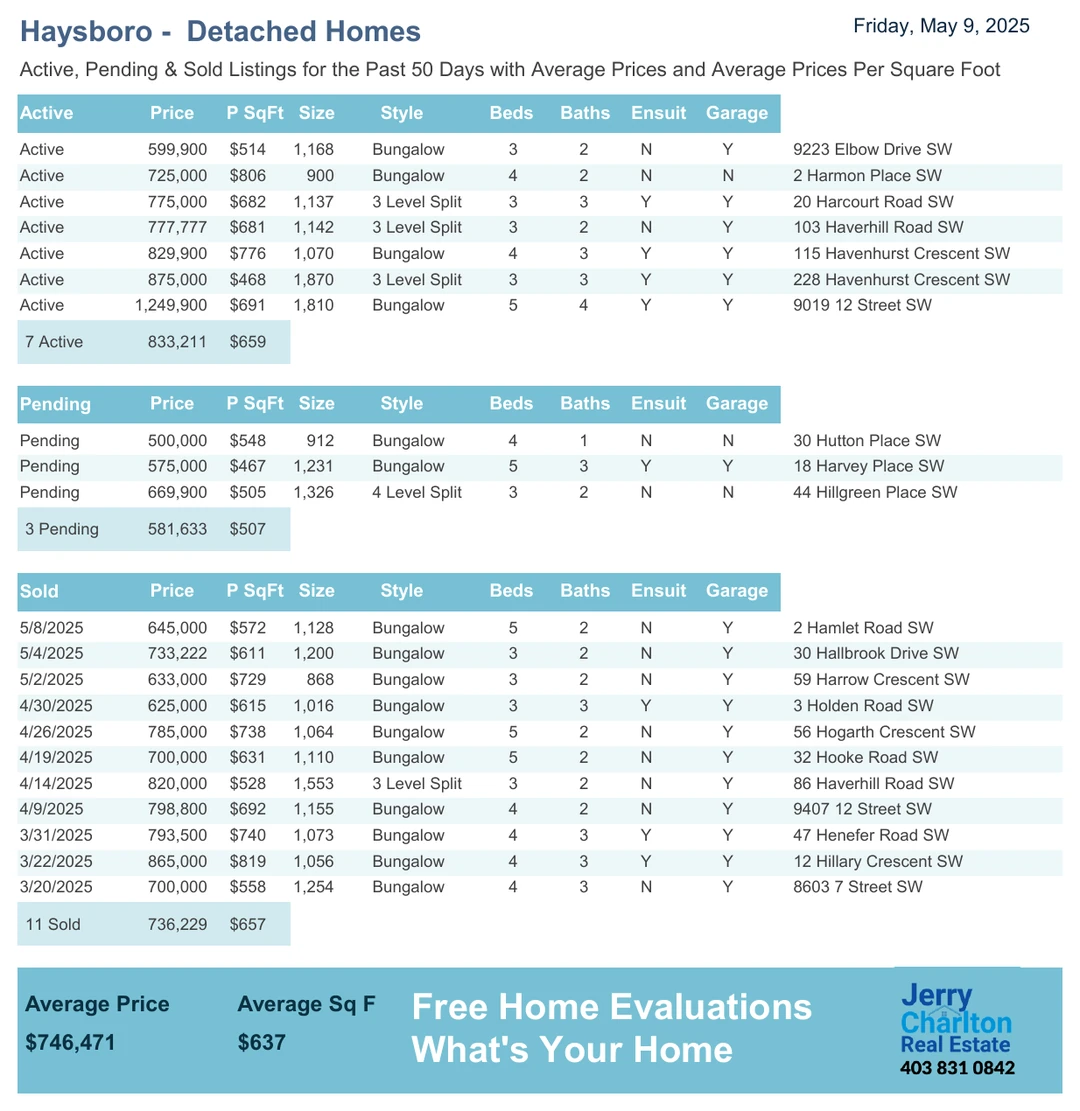 Haysboro - Detached Homes
Friday, May 9, 2025
Active, Pending & Sold Listings for the Past 50 Days with Average Prices and Average Prices Per Square Foot
Active Price P SqFt Size Style Beds Baths Ensuit Garage
Active 599,900 $514 1,168 Bungalow 3 2 N Y 9223 Elbow Drive SW
Active 725,000 $806 900 Bungalow 4 2 N N 2 Harmon Place SW
Active 775,000 $682 1,137 3 Level Split 3 3 Y Y 20 Harcourt Road SW
Active 777,777 $681 1,142 3 Level Split 3 2 N Y 103 Haverhill Road SW
Active 829,900 $776 1,070 Bungalow 4 3 Y Y 115 Havenhurst Crescent SW
Active 875,000 $468 1,870 3 Level Split 3 3 Y Y 228 Havenhurst Crescent SW
Active 1,249,900 $691 1,810 Bungalow 5 4 Y Y 9019 12 Street SW
7 Active 833,211 $659
Pending Price P SqFt Size Style Beds Baths Ensuit Garage
Pending 500,000 $548 912 Bungalow 4 1 N N 30 Hutton Place SW
Pending 575,000 $467 1,231 Bungalow 5 3 Y Y 18 Harvey Place SW
Pending 669,900 $505 1,326 4 Level Split 3 2 N N 44 Hillgreen Place SW
3 Pending 581,633 $507
Sold Price P SqFt Size Style Beds Baths Ensuit Garage
5/8/2025 645,000 $572 1,128 Bungalow 5 2 N Y 2 Hamlet Road SW
5/4/2025 733,222 $611 1,200 Bungalow 3 2 N Y 30 Hallbrook Drive SW
5/2/2025 633,000 $729 868 Bungalow 3 2 N Y 59 Harrow Crescent SW
4/30/2025 625,000 $615 1,016 Bungalow 3 3 Y Y 3 Holden Road SW
4/26/2025 785,000 $738 1,064 Bungalow 5 2 N Y 56 Hogarth Crescent SW
4/19/2025 700,000 $631 1,110 Bungalow 5 2 N Y 32 Hooke Road SW
4/14/2025 820,000 $528 1,553 3 Level Split 3 2 N Y 86 Haverhill Road SW
4/9/2025 798,800 $692 1,155 Bungalow 4 2 N Y 9407 12 Street SW
3/31/2025 793,500 $740 1,073 Bungalow 4 3 Y Y 47 Henefer Road SW
3/22/2025 865,000 $819 1,056 Bungalow 4 3 Y Y 12 Hillary Crescent SW
3/20/2025 700,000 $558 1,254 Bungalow 4 3 N Y 8603 7 Street SW
11 Sold 736,229 $657
Average Price Average Sq F
$746,471 $637
Free Home Evaluations
What's Your Home
Jerry
Charlton
Real Estate
403 831 0842